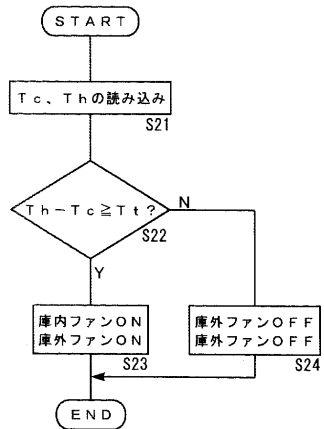 START
Tc、Thの読み込み
S21
Th－Tc≧Tt？
S22
N
Y
庫内ファンON
庫外ファンON
S23
庫外ファンOFF
庫外ファンOFF
S24
END